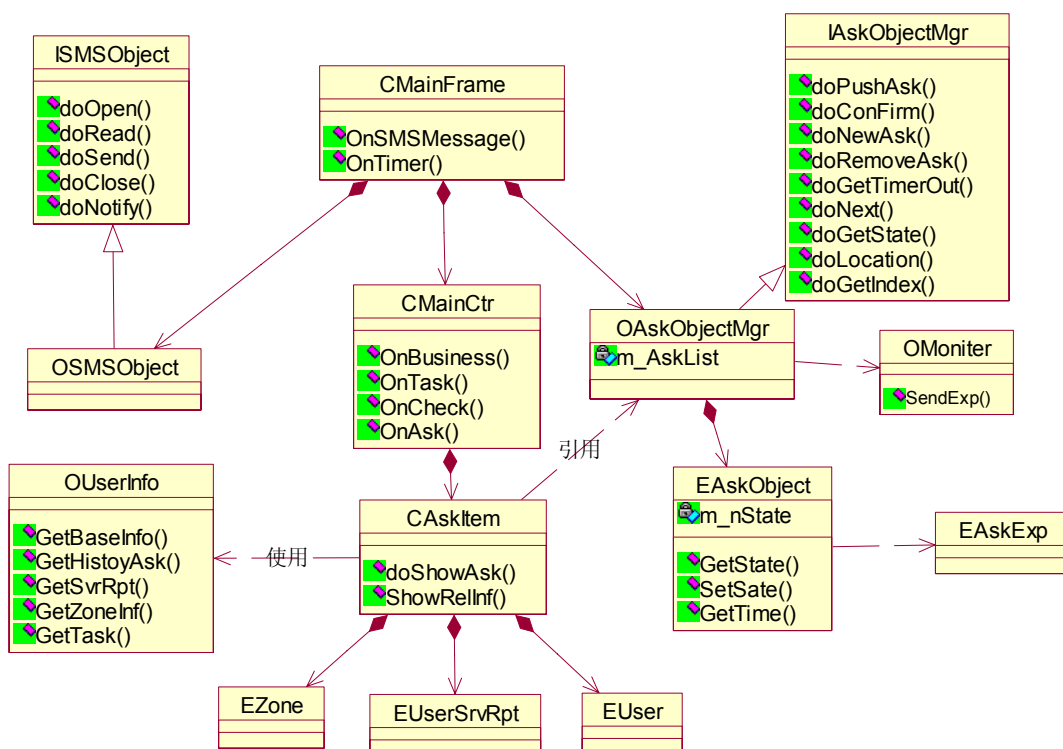 ISMSObject
doOpen()
doRead()
doSend()
doClose()
doNotify()
CMainFrame
OnSMSMessage()
OnTimer()
IAskObjectMgr
doPushAsk()
doConFirm()
doNewAsk()
doRemoveAsk()
doGetTimerOut()
doNext()
doGetState()
doLocation()
doGetIndex()
OSMSObject
CMainCtr
OnBusiness()
OnTask()
OnCheck()
OnAsk()
OAskObjectMgr
m_AskList
OMoniter
SendExp()
引用
OUserInfo
GetBaseInfo()
GetHistoyAsk()
GetSvrRpt()
GetZoneInf()
GetTask()
使用
CAskItem
doShowAsk()
ShowRelInf()
EAskObject
m_nState
GetState()
SetSate()
GetTime()
EAskExp
EZone
EUserSrvRpt
EUser